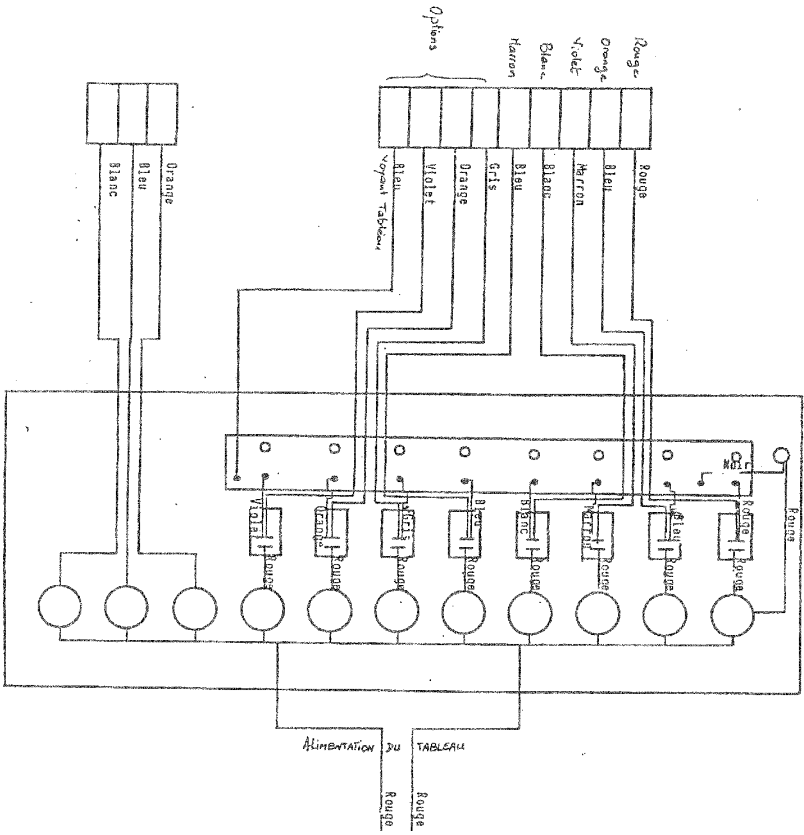 Options
Marron
Blanc
Violet
Orange
Rouge
Blanc
Bleu
Orange
Bleu
Voyant Tableau
Violet
Orange
Gris
Bleu
Blanc
Marron
Bleu
Rouge
Noir
Rouge
Violet
Orange
Gris
Bleu
Blanc
Marron
Bleu
Rouge
Rouge
Rouge
Rouge
Rouge
Rouge
Rouge
Rouge
Rouge
ALIMENTATION DU TABLEAU
Rouge
Rouge